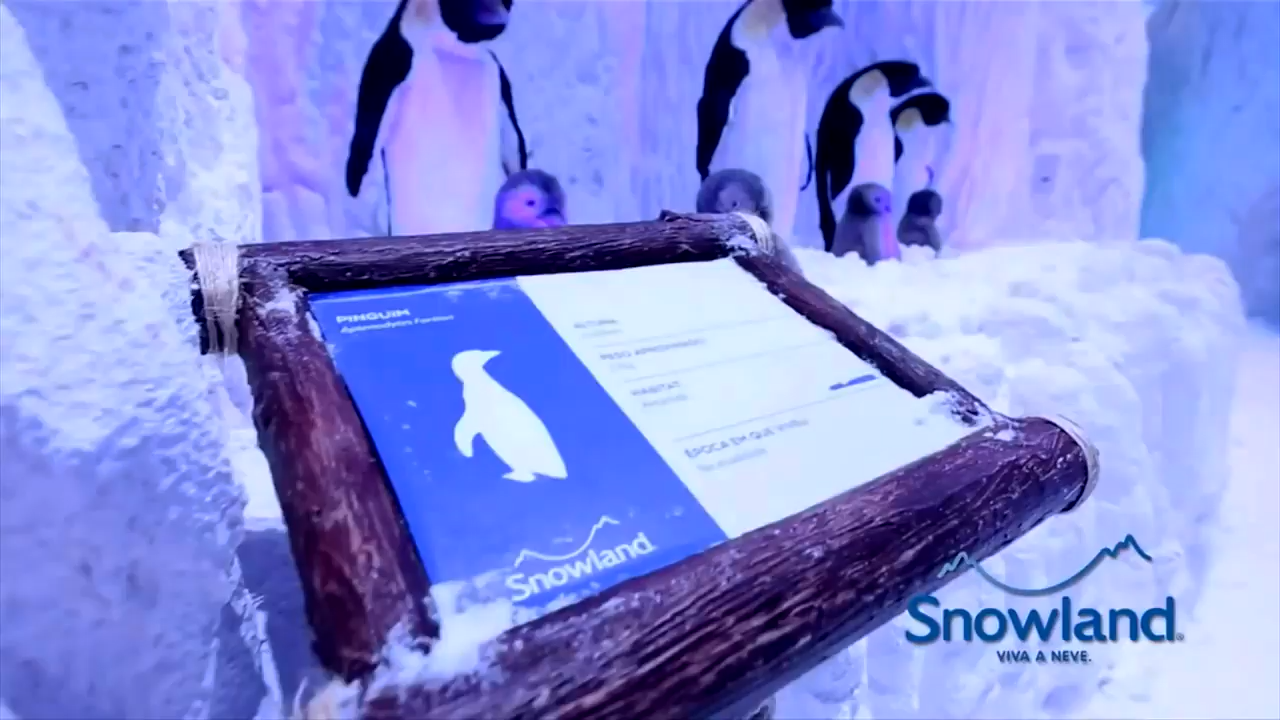 PINGUIM
Aptenodytes Forsteri
ALTURA
PESO APROXIMADO
HABITAT
ÉPOCA EM QUE VIVEU
Snowland
Snowland
VIVA A NEVE.